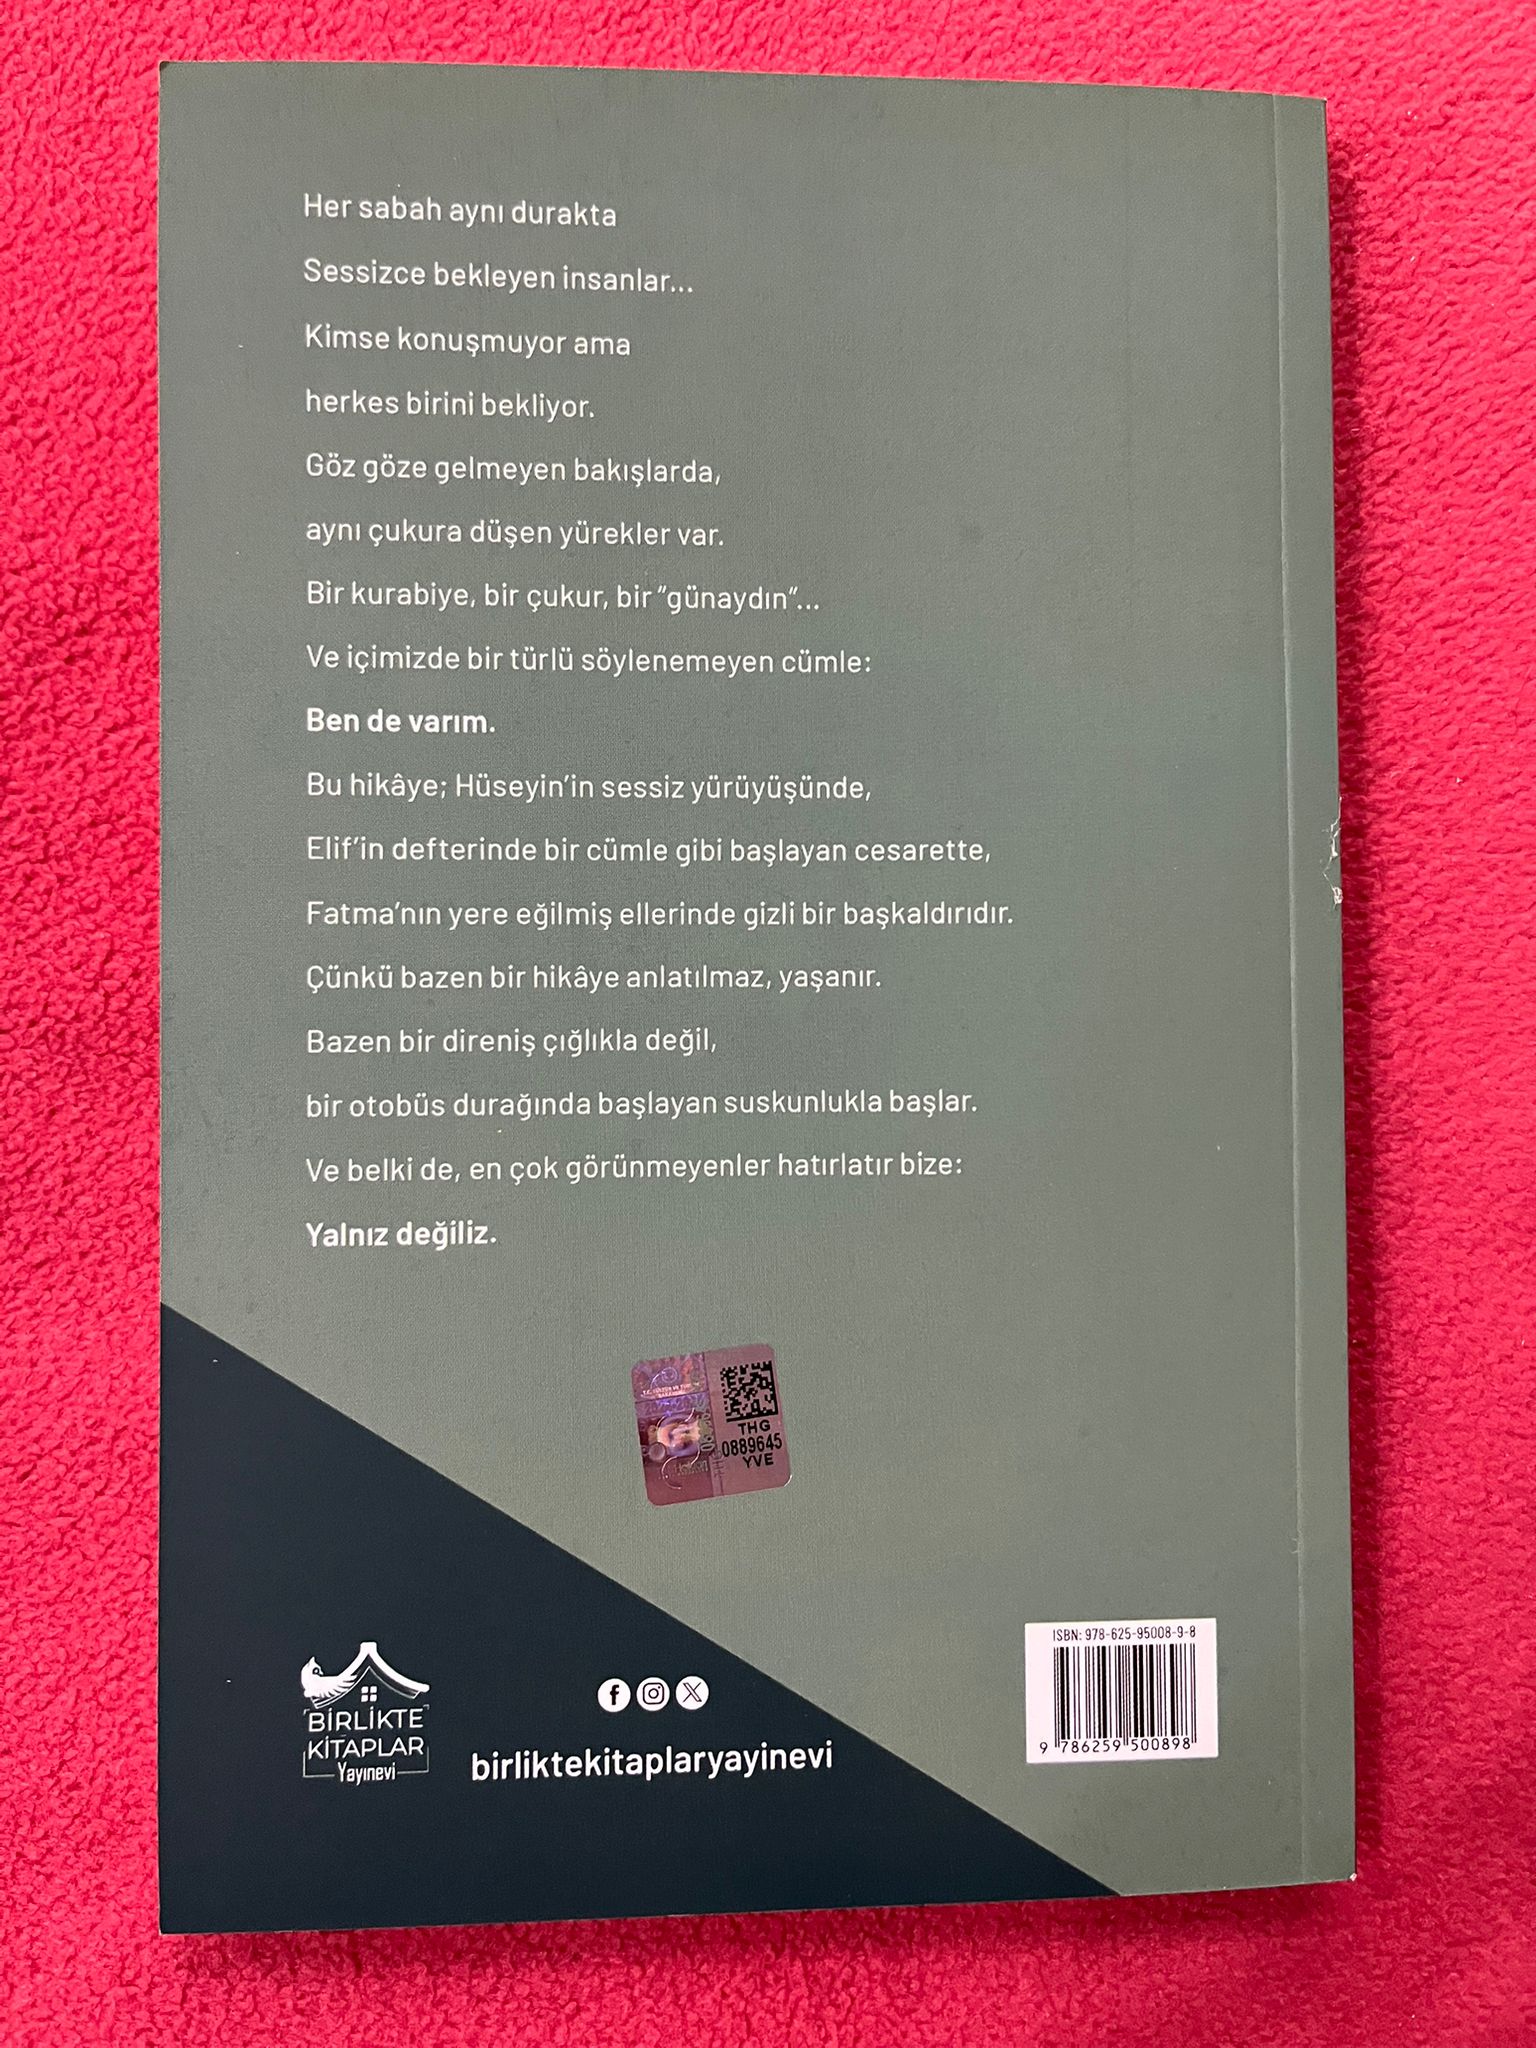 Her sabah aynı durakta
Sessizce bekleyen insanlar...
Kimse konuşmuyor ama
herkes birini bekliyor.
Göz göze gelmeyen bakışlarda,
aynı çukura düşen yürekler var.
Bir kurabiye, bir çukur, bir “günaydın”...
Ve içimizde bir türlü söylenemeyen cümle:
Ben de varım.
Bu hikâye; Hüseyin’in sessiz yürüyüşünde,
Elif’in defterinde bir cümle gibi başlayan cesarette,
Fatma’nın yere eğilmiş ellerinde gizli bir başkaldırıdır.
Çünkü bazen bir hikâye anlatılmaz, yaşanır.
Bazen bir direniş çığlıkla değil,
bir otobüs durağında başlayan suskunlukla başlar.
Ve belki de, en çok görünmeyenler hatırlatır bize:
Yalnız değiliz.
THG
0889645
YVE
BİRLİKTE
KİTAPLAR
Yayınevi
birliktekitaplaryayinevi
ISBN: 978-625-95008-9-8
9 786259 500898